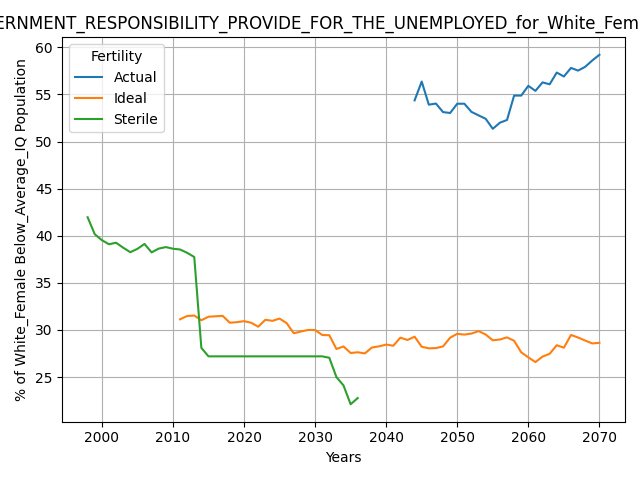 ERNMENT_RESPONSIBILITY_PROVIDE_FOR_THE_UNEMPLOYED_for_White_Fem
Fertility
Actual
Ideal
Sterile
% of White_Female Below_Average_IQ Population
60
55
50
45
40
35
30
25
2000 2010 2020 2030 2040 2050 2060 2070
Years